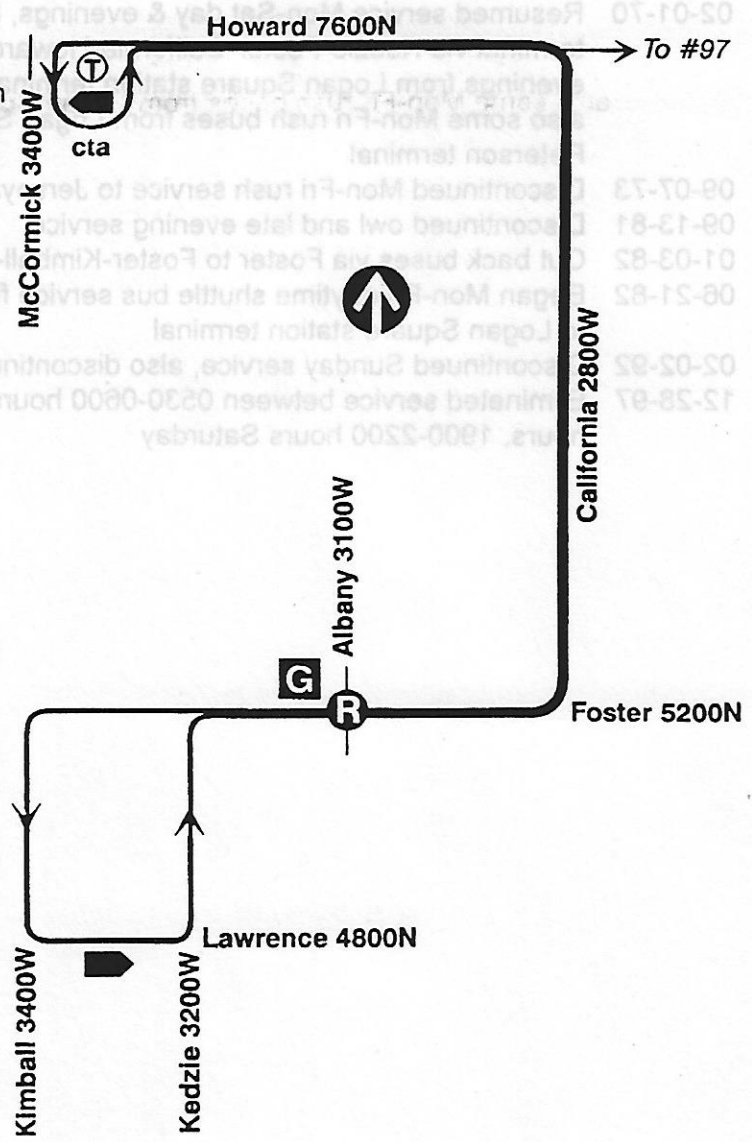 Howard 7600N
To #97
McCormick 3400W
T
cta
California 2800W
Albany 3100W
G
R
Foster 5200N
Lawrence 4800N
Kimball 3400W
Kedzie 3200W
02-01-70 Resumed service Mon-Sat day & evenings,
evenings from Logan Square station
also some Mon-Fri rush buses from
Peterson terminal
09-07-73 Discontinued Mon-Fri rush service to
09-13-81 Discontinued owl and late evening service
01-03-82 Cut back buses via Foster to Foster-Kimball-
06-21-82 Began Mon-Fri daytime shuttle bus service
Logan Square station terminal
02-02-92 Discontinued Sunday service, also
12-28-97 Eliminated service between 0530-0600
hours, 1900-2200 hours Saturday